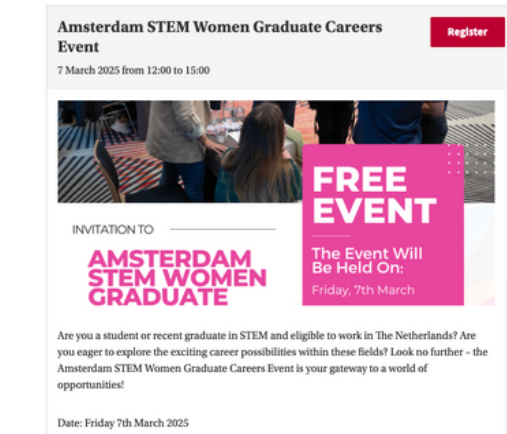 Amsterdam STEM Women Graduate Careers
Event
Register
7 March 2025 from 12:00 to 15:00
FREE
EVENT
INVITATION TO
AMSTERDAM
STEM WOMEN
GRADUATE
The Event Will
Be Held On:
Friday, 7th March
Are you a student or recent graduate in STEM and eligible to work in The Netherlands? Are
you eager to explore the exciting career possibilities within these fields? Look no further – the
Amsterdam STEM Women Graduate Careers Event is your gateway to a world of
opportunities!
Date: Friday 7th March 2025